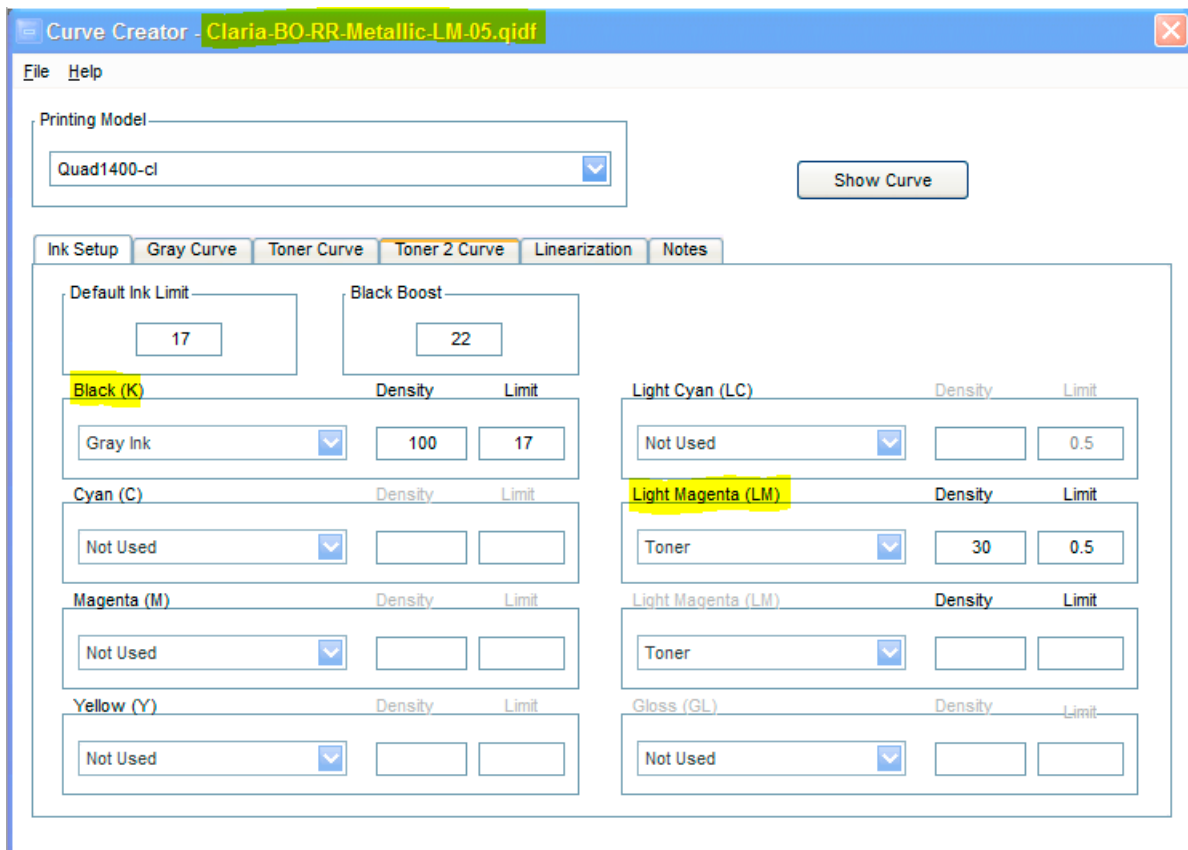 Curve Creator - Claria-BO-RR-Metallic-LM-05.qidf
File Help
Printing Model
Quad1400-cl
Show Curve
Ink Setup Gray Curve Toner Curve Toner 2 Curve Linearization Notes
Default Ink Limit Black Boost
17 22
Black (K) Density Limit Light Cyan (LC) Density Limit
Gray Ink 100 17 Not Used 0.5
Cyan (C) Density Limit Light Magenta (LM) Density Limit
Not Used Toner 30 0.5
Magenta (M) Density Limit Light Magenta (LM) Density Limit
Not Used Toner
Yellow (Y) Density Limit Gloss (GL) Density Limit
Not Used Not Used